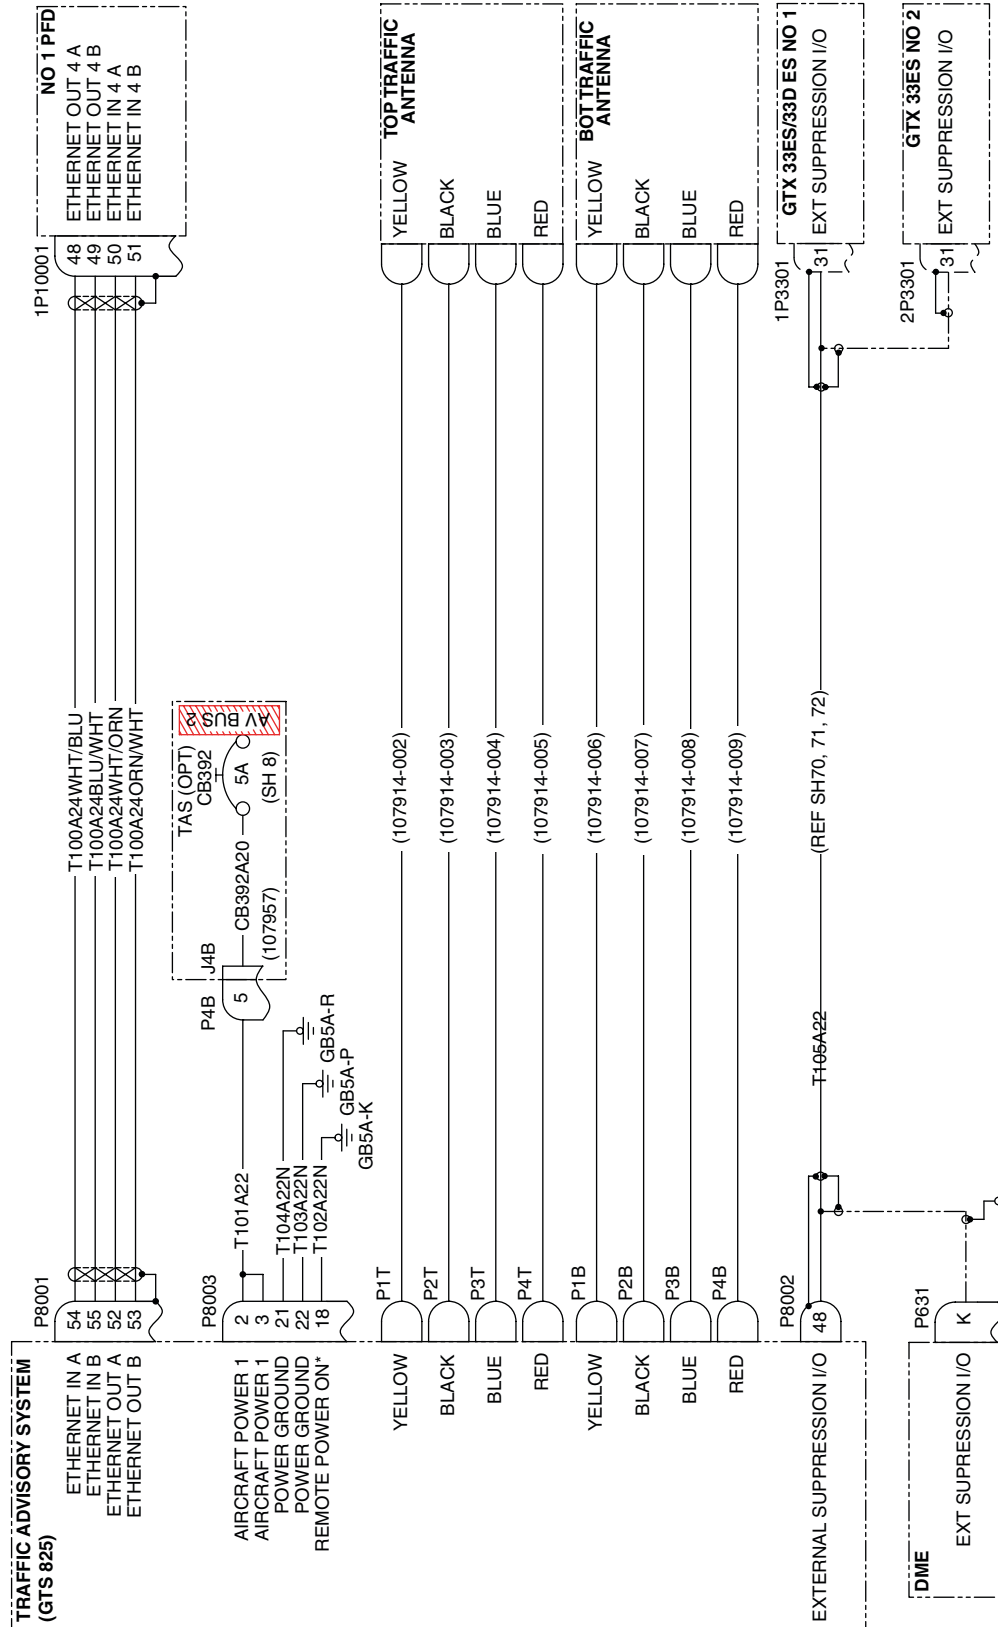 TRAFFIC ADVISORY SYSTEM
(GTS 825)
ETHERNET IN A
ETHERNET IN B
ETHERNET OUT A
ETHERNET OUT B
P8001
54
55
52
53
T100A24WHT/BLU
T100A24BLU/WHT
T100A24WHT/ORN
T100A24ORN/WHT
1P10001
48
49
50
51
NO 1 PFD
ETHERNET OUT 4 A
ETHERNET OUT 4 B
ETHERNET IN 4 A
ETHERNET IN 4 B
AIRCRAFT POWER 1
AIRCRAFT POWER 1
POWER GROUND
POWER GROUND
REMOTE POWER ON*
P8003
2
3
21
22
18
T101A22
T104A22N
T103A22N
T102A22N
GB5A-R
GB5A-P
GB5A-K
P4B
J4B
5
CB392A20
(107957)
TAS (OPT)
CB392
5A
(SH 8)
AV BUS 2
YELLOW
P1T
(107914-002)
YELLOW
BLACK
P2T
(107914-003)
BLACK
BLUE
P3T
(107914-004)
BLUE
RED
P4T
(107914-005)
RED
TOP TRAFFIC
ANTENNA
YELLOW
P1B
(107914-006)
YELLOW
BLACK
P2B
(107914-007)
BLACK
BLUE
P3B
(107914-008)
BLUE
RED
P4B
(107914-009)
RED
BOT TRAFFIC
ANTENNA
EXTERNAL SUPPRESSION I/O
P8002
48
T105A22
(REF SH70, 71, 72)
1P3301
31
GTX 33ES/33D ES NO 1
EXT SUPPRESSION I/O
2P3301
31
GTX 33ES NO 2
EXT SUPPRESSION I/O
DME
EXT SUPRESSION I/O
P631
K